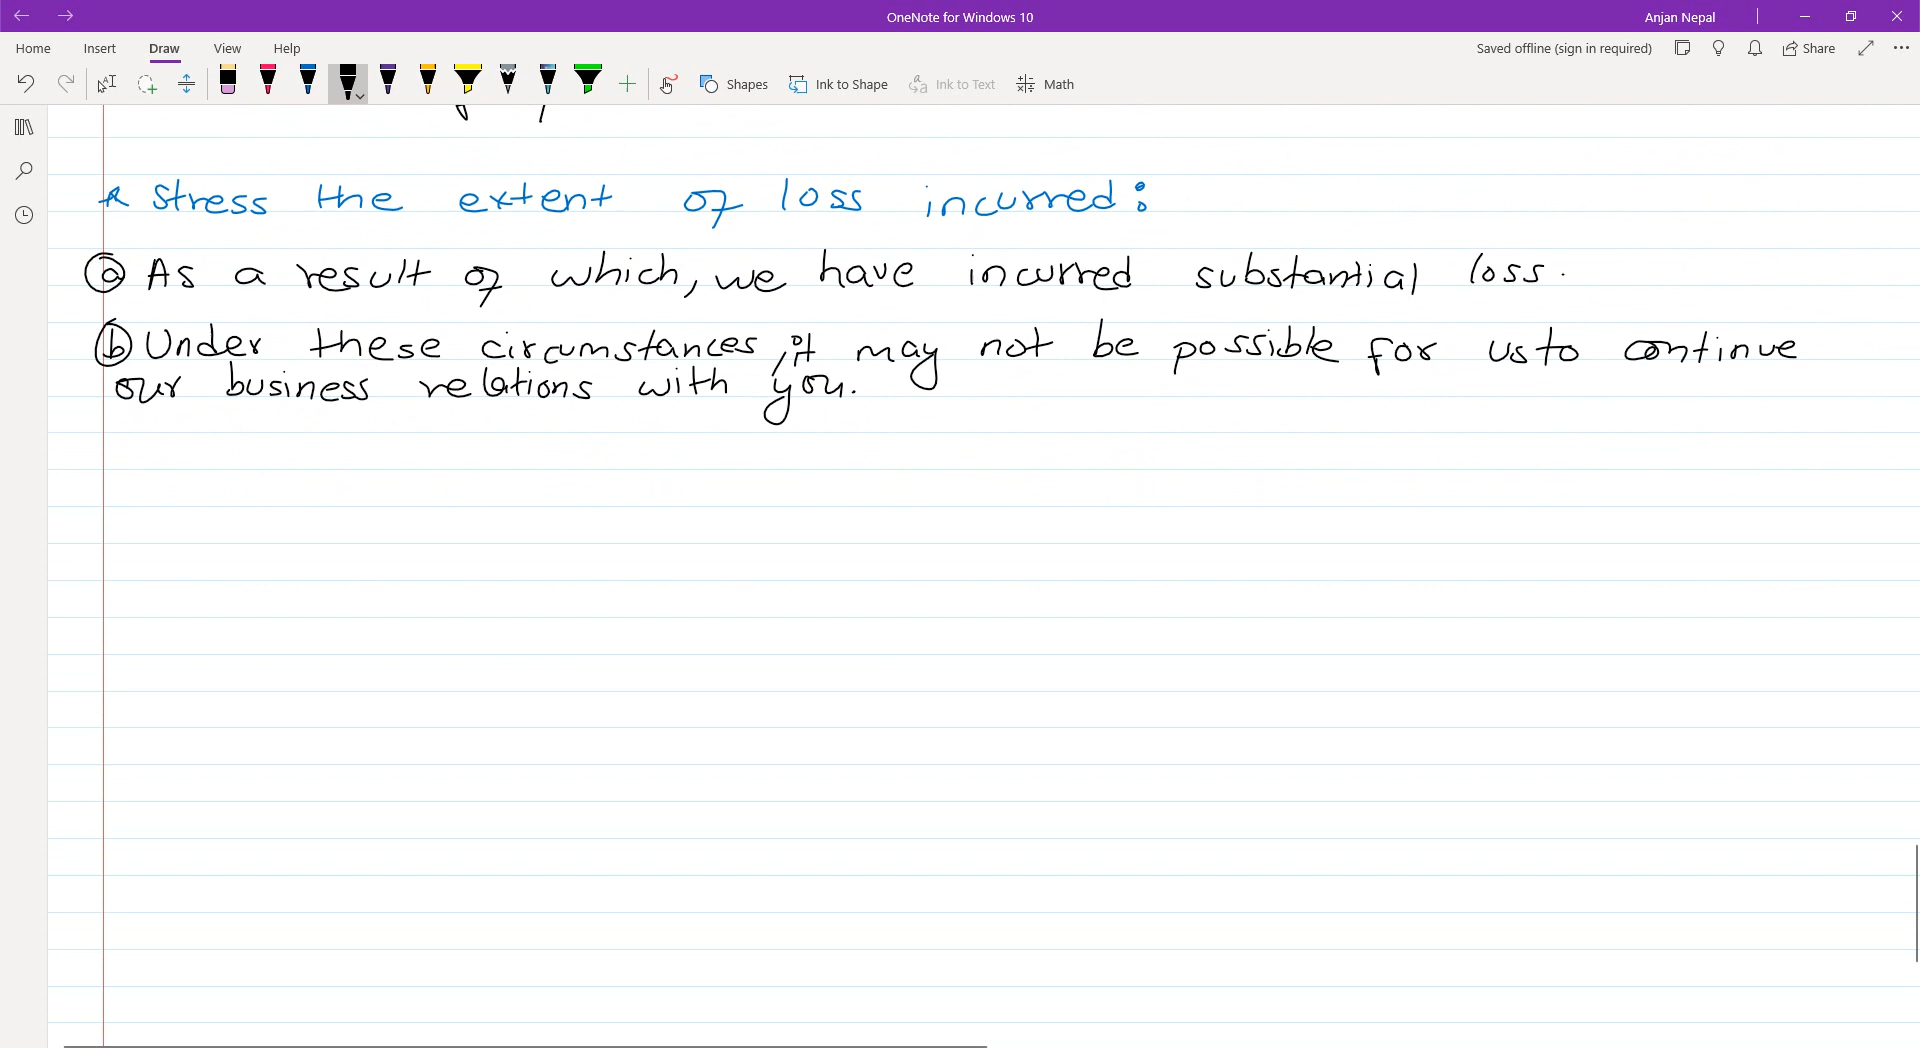 OneNote for Windows 10
Anjan Nepal
Home Insert Draw View Help
Saved offline (sign in required) Share
Shapes Ink to Shape Ink to Text Math
* Stress the extent of loss incurred:
(a) As a result of which, we have incurred substantial loss.
(b) Under these circumstances, it may not be possible for us to continue
our business relations with you.